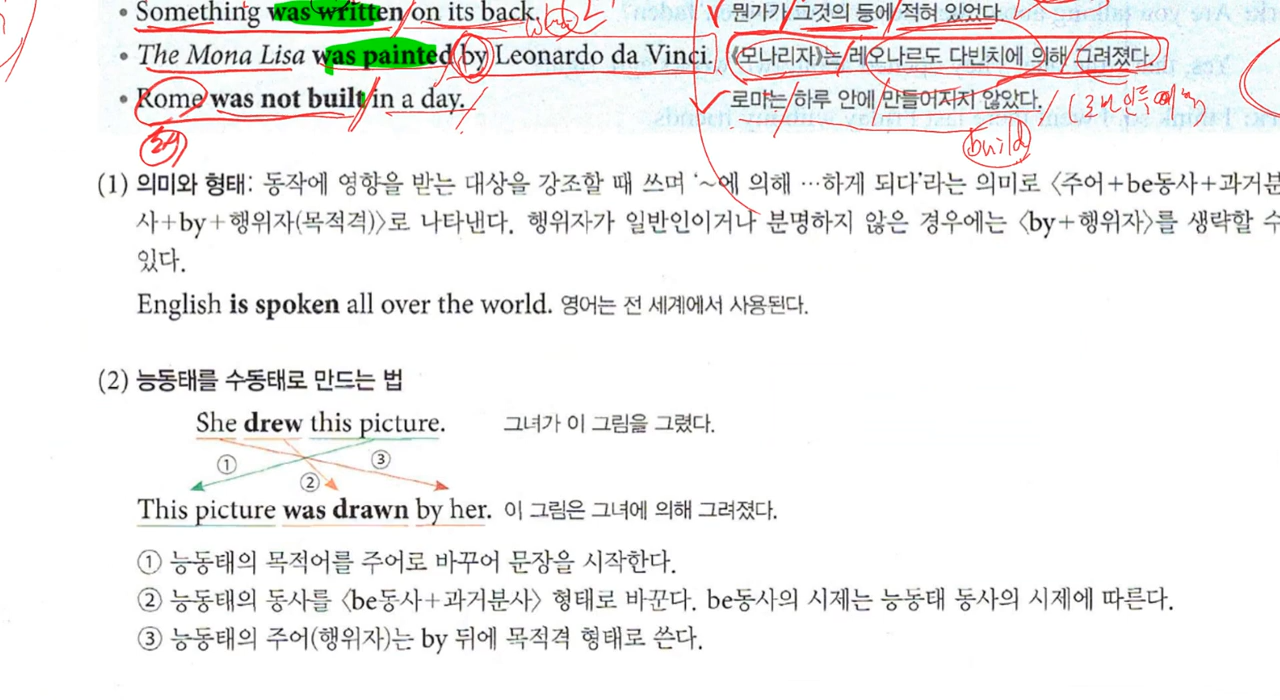 • Something was written on its back. 뭔가가 그것의 등에 적혀 있었다.
• The Mona Lisa was painted by Leonardo da Vinci. 《모나리자》는 레오나르도 다빈치에 의해 그려졌다.
• Rome was not built in a day. 로마는 하루 안에 만들어지지 않았다.
build
(1) 의미와 형태: 동작에 영향을 받는 대상을 강조할 때 쓰며 '~에 의해 …하게 되다'라는 의미로 〈주어+be동사+과거분
사+by+행위자(목적격)〉로 나타낸다. 행위자가 일반인이거나 분명하지 않은 경우에는 〈by+행위자〉를 생략할 수
있다.
English is spoken all over the world. 영어는 전 세계에서 사용된다.
(2) 능동태를 수동태로 만드는 법
She drew this picture. 그녀가 이 그림을 그렸다.
① ② ③
This picture was drawn by her. 이 그림은 그녀에 의해 그려졌다.
① 능동태의 목적어를 주어로 바꾸어 문장을 시작한다.
② 능동태의 동사를 〈be동사+과거분사〉 형태로 바꾼다. be동사의 시제는 능동태 동사의 시제에 따른다.
③ 능동태의 주어(행위자)는 by 뒤에 목적격 형태로 쓴다.